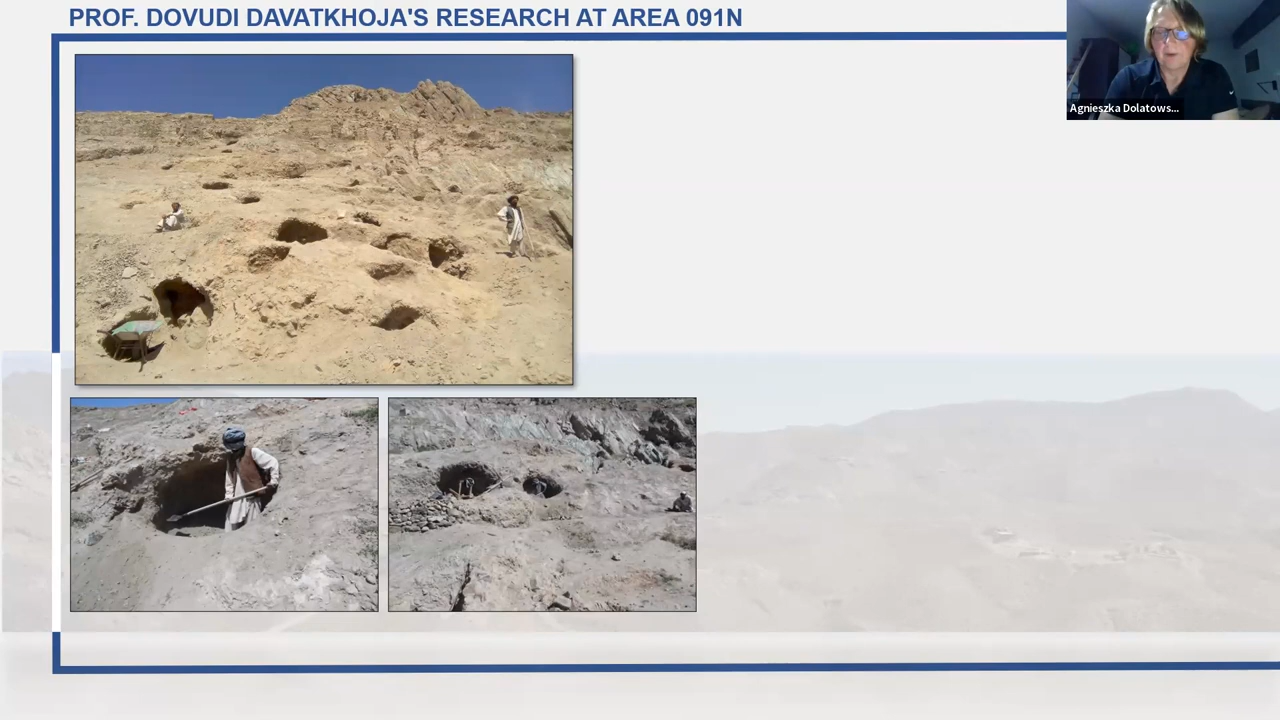 PROF. DOVUDI DAVATKHOJA'S RESEARCH AT AREA 091N
Agnieszka Dolatows...